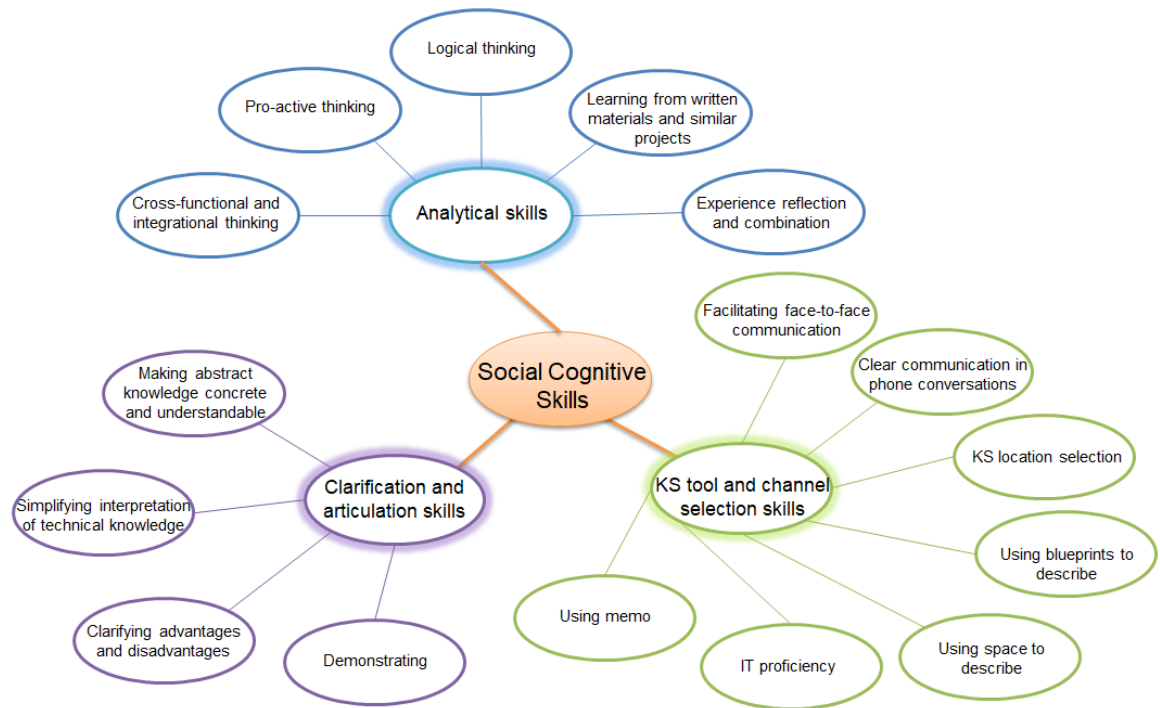 Logical thinking
Pro-active thinking
Learning from written
materials and similar
projects
Cross-functional and
integrational thinking
Analytical skills
Experience reflection
and combination
Facilitating face-to-face
communication
Social Cognitive
Skills
Clear communication in
phone conversations
Making abstract
knowledge concrete
and understandable
KS location selection
Clarification and
articulation skills
KS tool and channel
selection skills
Simplifying interpretation
of technical knowledge
Using blueprints to
describe
Using memo
Clarifying advantages
and disadvantages
Demonstrating
IT proficiency
Using space to
describe